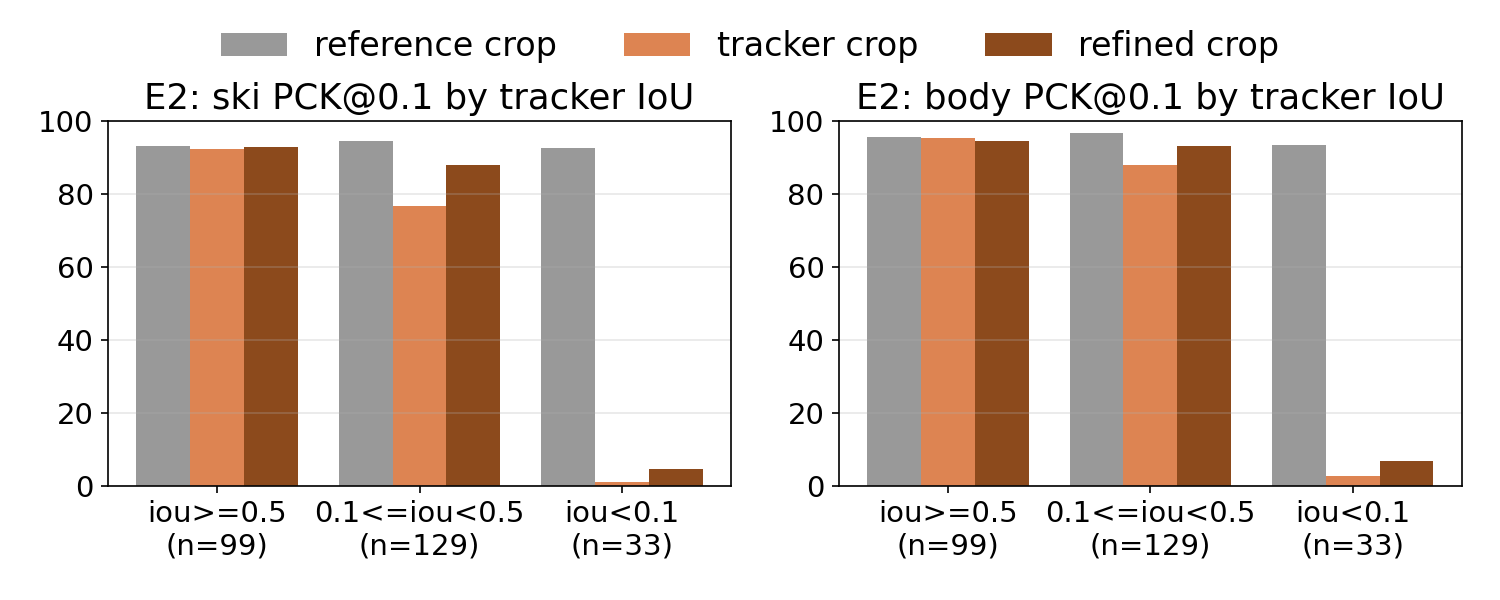 reference crop tracker crop refined crop
E2: ski PCK@0.1 by tracker IoU
100
80
60
40
20
0
iou>=0.5 0.1<=iou<0.5 iou<0.1
(n=99) (n=129) (n=33)
E2: body PCK@0.1 by tracker IoU
100
80
60
40
20
0
iou>=0.5 0.1<=iou<0.5 iou<0.1
(n=99) (n=129) (n=33)